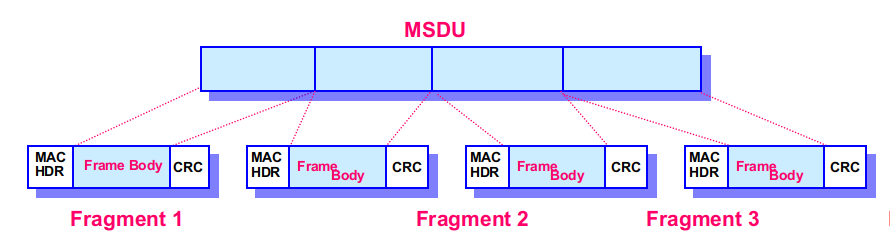 MSDU
MAC
HDR
Frame Body
CRC
MAC
HDR
Frame
Body
CRC
MAC
HDR
Frame
Body
CRC
MAC
HDR
Frame
Body
CRC
Fragment 1
Fragment 2
Fragment 3